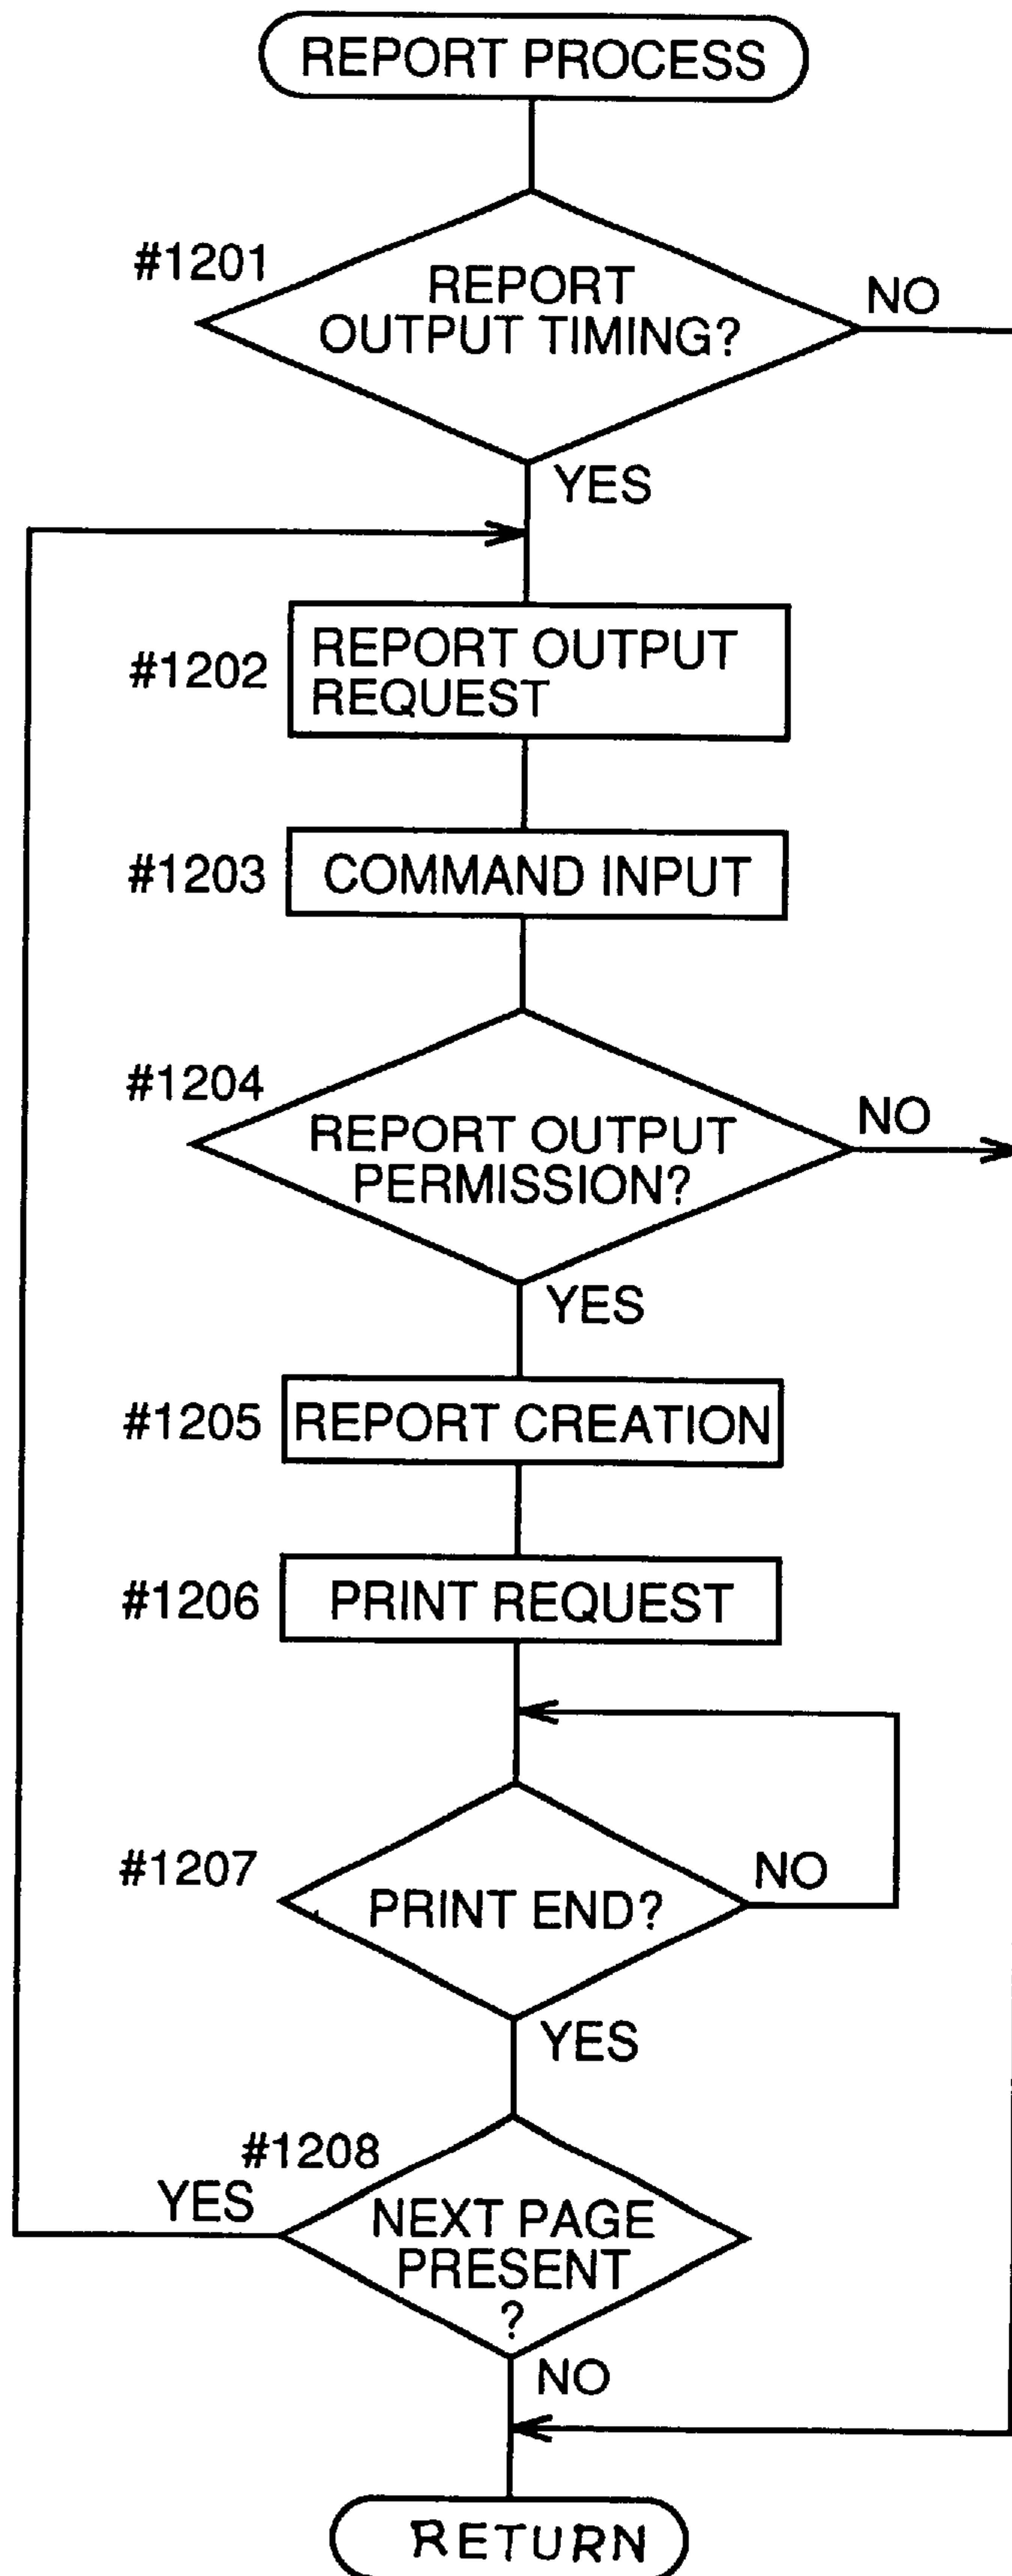 REPORT PROCESS
#1201
REPORT
OUTPUT TIMING?
NO
YES
#1202
REPORT OUTPUT
REQUEST
#1203
COMMAND INPUT
#1204
REPORT OUTPUT
PERMISSION?
NO
YES
#1205
REPORT CREATION
#1206
PRINT REQUEST
#1207
PRINT END?
NO
YES
#1208
YES
NEXT PAGE
PRESENT
?
NO
RETURN